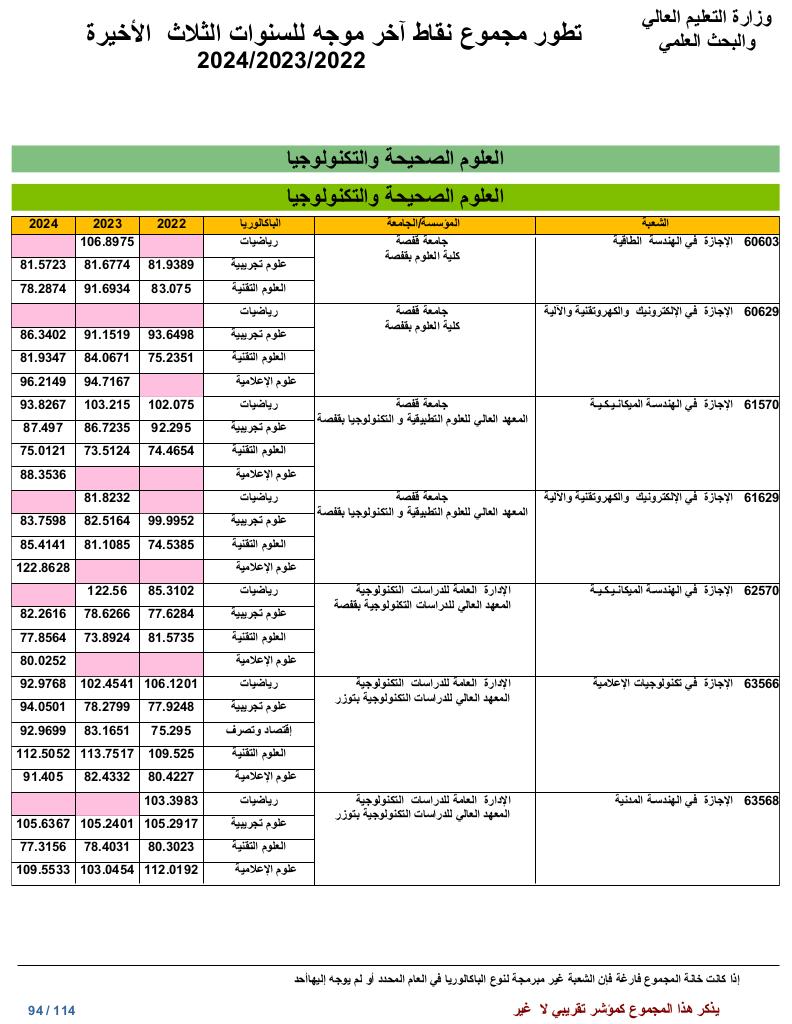 وزارة التعليم العالي
والبحث العلمي
تطور مجموع نقاط آخر موجه للسنوات الثلاث الأخيرة
2024/2023/2022
العلوم الصحيحة والتكنولوجيا
العلوم الصحيحة والتكنولوجيا
الشعبة المؤسسة/الجامعة الباكالوريا 2022 2023 2024
60603 الإجازة في الهندسة الطاقية جامعة قفصة رياضيات 106.8975
كلية العلوم بقفصة
علوم تجريبية 81.9389 81.6774 81.5723
العلوم التقنية 83.075 91.6934 78.2874
60629 الإجازة في الإلكترونيك والكهروتقنية والآلية جامعة قفصة رياضيات
كلية العلوم بقفصة
علوم تجريبية 93.6498 91.1519 86.3402
العلوم التقنية 75.2351 84.0671 81.9347
علوم الإعلامية 94.7167 96.2149
61570 الإجازة في الهندسة الميكانيكية جامعة قفصة رياضيات 102.075 103.215 93.8267
المعهد العالي للعلوم التطبيقية و التكنولوجيا بقفصة
علوم تجريبية 92.295 86.7235 87.497
العلوم التقنية 74.4654 73.5124 75.0121
علوم الإعلامية 88.3536
61629 الإجازة في الإلكترونيك والكهروتقنية والآلية جامعة قفصة رياضيات 81.8232
المعهد العالي للعلوم التطبيقية و التكنولوجيا بقفصة
علوم تجريبية 99.9952 82.5164 83.7598
العلوم التقنية 74.5385 81.1085 85.4141
علوم الإعلامية 122.8628
62570 الإجازة في الهندسة الميكانيكية الإدارة العامة للدراسات التكنولوجية رياضيات 85.3102 122.56
المعهد العالي للدراسات التكنولوجية بقفصة
علوم تجريبية 77.6284 78.6266 82.2616
العلوم التقنية 81.5735 73.8924 77.8564
علوم الإعلامية 80.0252
63566 الإجازة في تكنولوجيات الإعلامية الإدارة العامة للدراسات التكنولوجية رياضيات 106.1201 102.4541 92.9768
المعهد العالي للدراسات التكنولوجية بتوزر
علوم تجريبية 77.9248 78.2799 94.0501
إقتصاد وتصرف 75.295 83.1651 92.9699
العلوم التقنية 109.525 113.7517 112.5052
علوم الإعلامية 80.4227 82.4332 91.405
63568 الإجازة في الهندسة المدنية الإدارة العامة للدراسات التكنولوجية رياضيات 103.3983
المعهد العالي للدراسات التكنولوجية بتوزر
علوم تجريبية 105.2917 105.2401 105.6367
العلوم التقنية 80.3023 78.4031 77.3156
علوم الإعلامية 112.0192 103.0454 109.5533
إذا كانت خانة المجموع فارغة فإن الشعبة غير مبرمجة لنوع الباكالوريا في العام المحدد أو لم يوجه إليهاأحد
يذكر هذا المجموع كمؤشر تقريبي لا غير
94 / 114